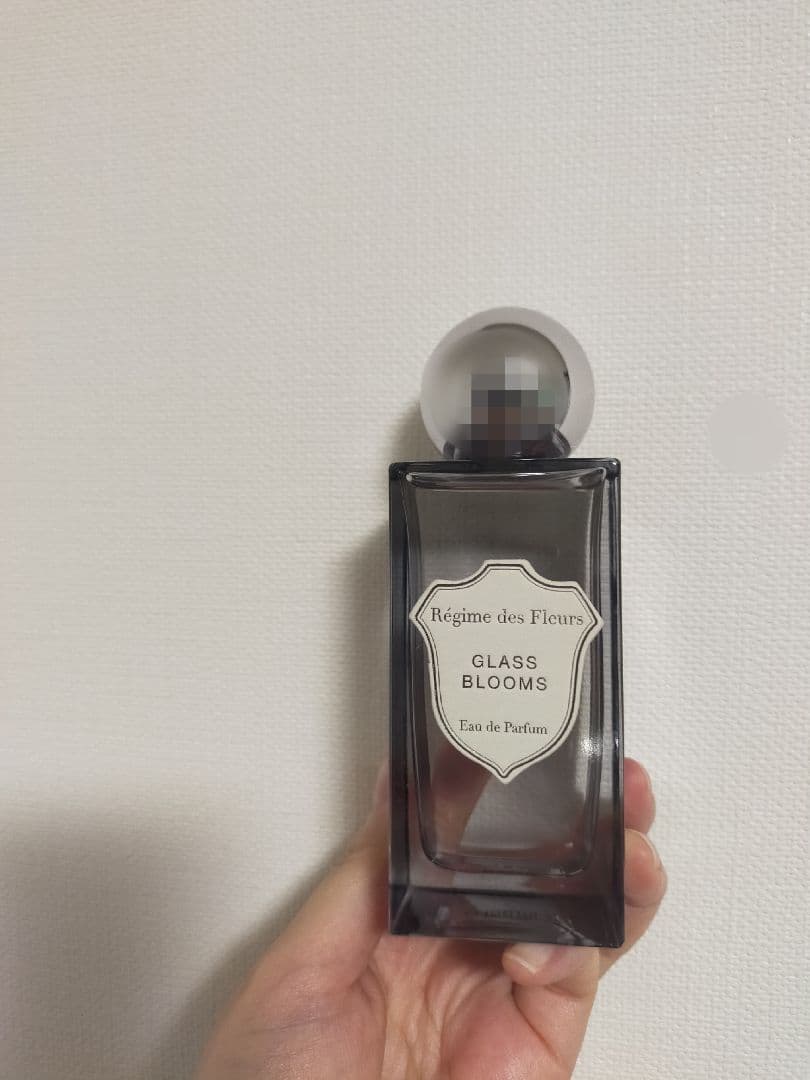 Régime des Fleurs
GLASS
BLOOMS
Eau de Parfum